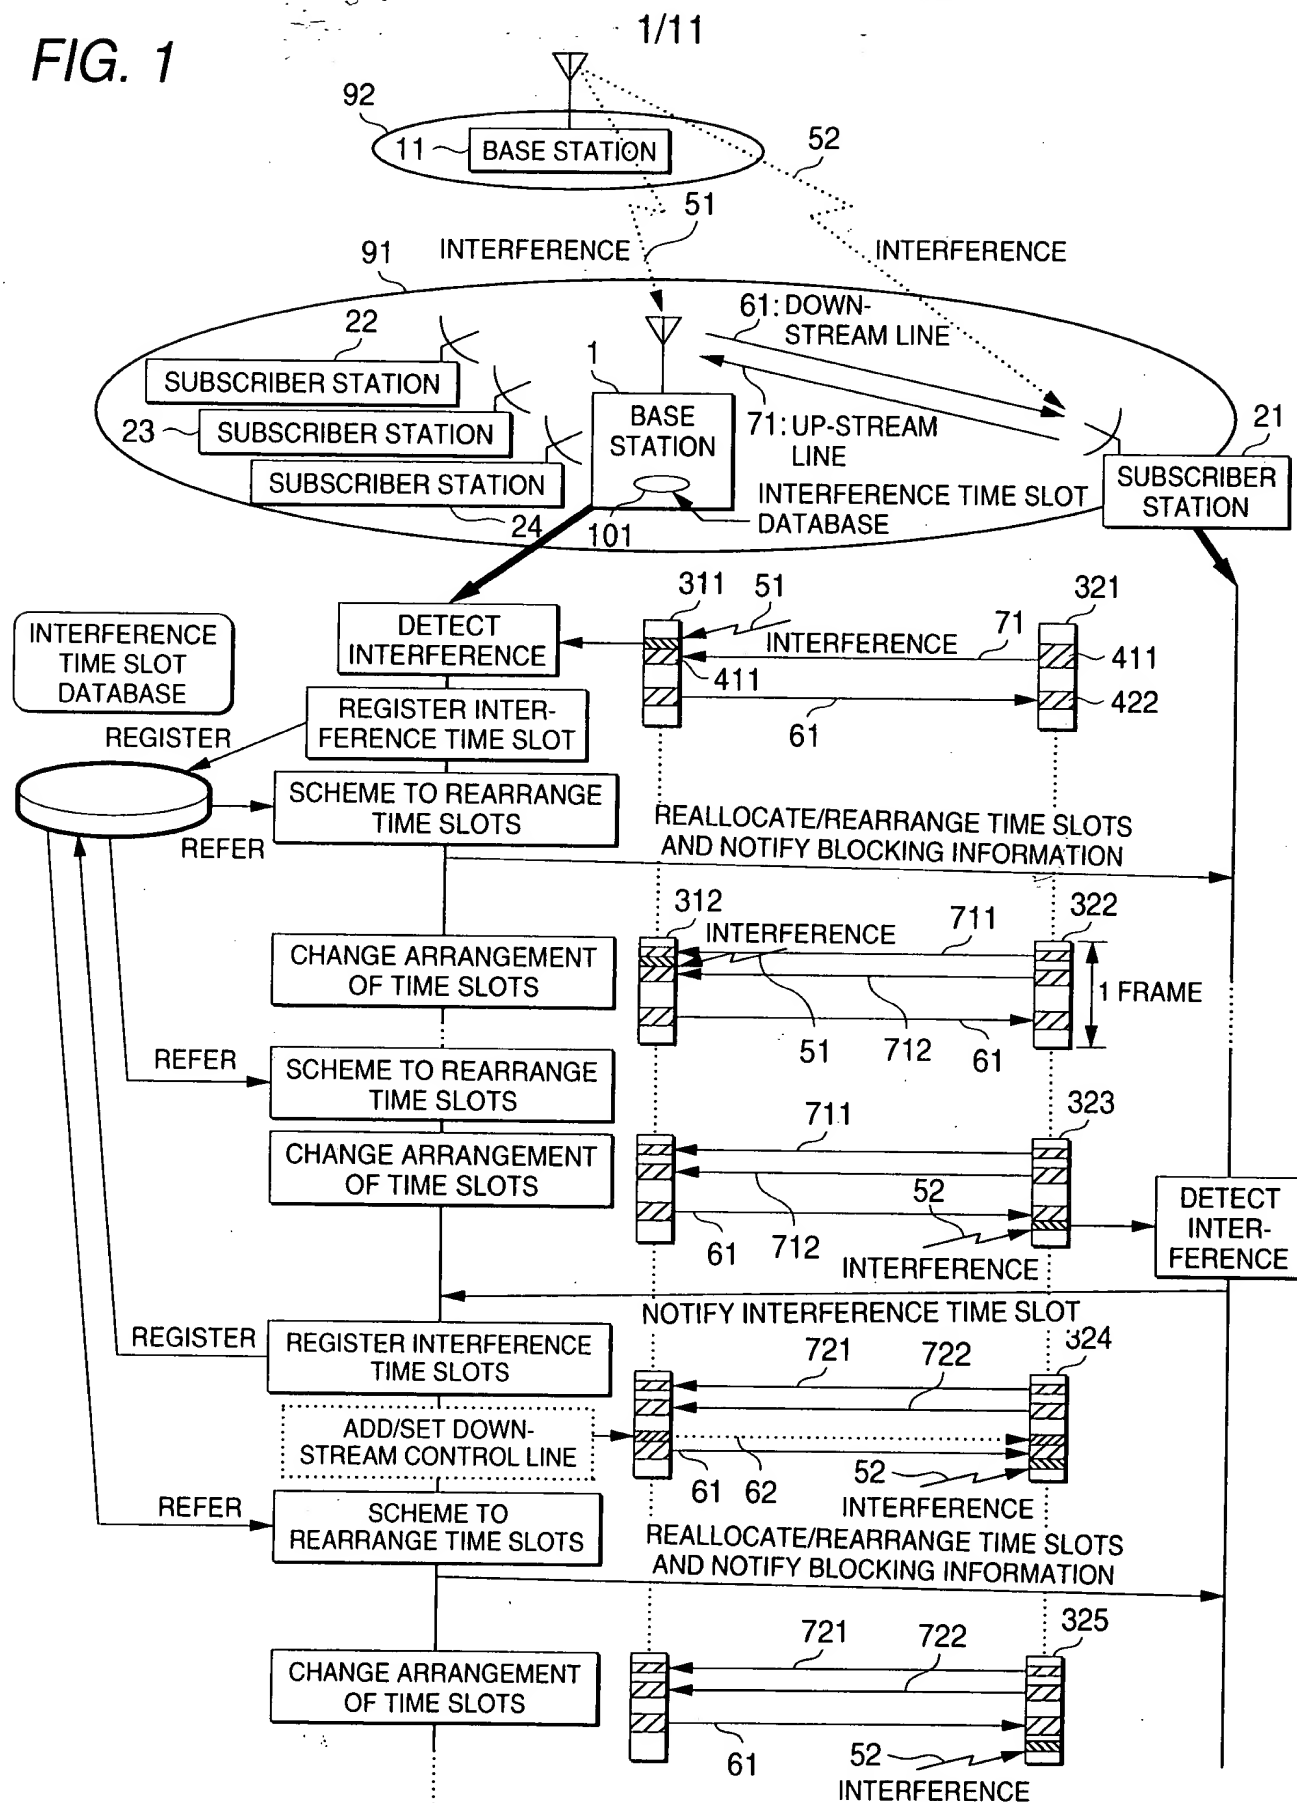 1/11
FIG. 1
92
11
BASE STATION
52
51
INTERFERENCE
INTERFERENCE
91
22
61: DOWN-
STREAM LINE
SUBSCRIBER STATION
1
BASE
STATION
23
SUBSCRIBER STATION
71: UP-STREAM
LINE
21
SUBSCRIBER STATION
24
101
INTERFERENCE TIME SLOT
DATABASE
SUBSCRIBER
STATION
311
51
321
INTERFERENCE
TIME SLOT
DATABASE
DETECT
INTERFERENCE
INTERFERENCE
71
411
411
422
61
REGISTER INTER-
FERENCE TIME SLOT
REGISTER
SCHEME TO REARRANGE
TIME SLOTS
REFER
REALLOCATE/REARRANGE TIME SLOTS
AND NOTIFY BLOCKING INFORMATION
312
INTERFERENCE
711
322
CHANGE ARRANGEMENT
OF TIME SLOTS
1 FRAME
51
712
61
REFER
SCHEME TO REARRANGE
TIME SLOTS
711
323
CHANGE ARRANGEMENT
OF TIME SLOTS
52
61
712
INTERFERENCE
DETECT
INTER-
FERENCE
NOTIFY INTERFERENCE TIME SLOT
REGISTER
REGISTER INTERFERENCE
TIME SLOTS
721
722
324
ADD/SET DOWN-
STREAM CONTROL LINE
61
62
52
INTERFERENCE
REFER
SCHEME TO
REARRANGE TIME SLOTS
REALLOCATE/REARRANGE TIME SLOTS
AND NOTIFY BLOCKING INFORMATION
721
722
325
CHANGE ARRANGEMENT
OF TIME SLOTS
61
52
INTERFERENCE